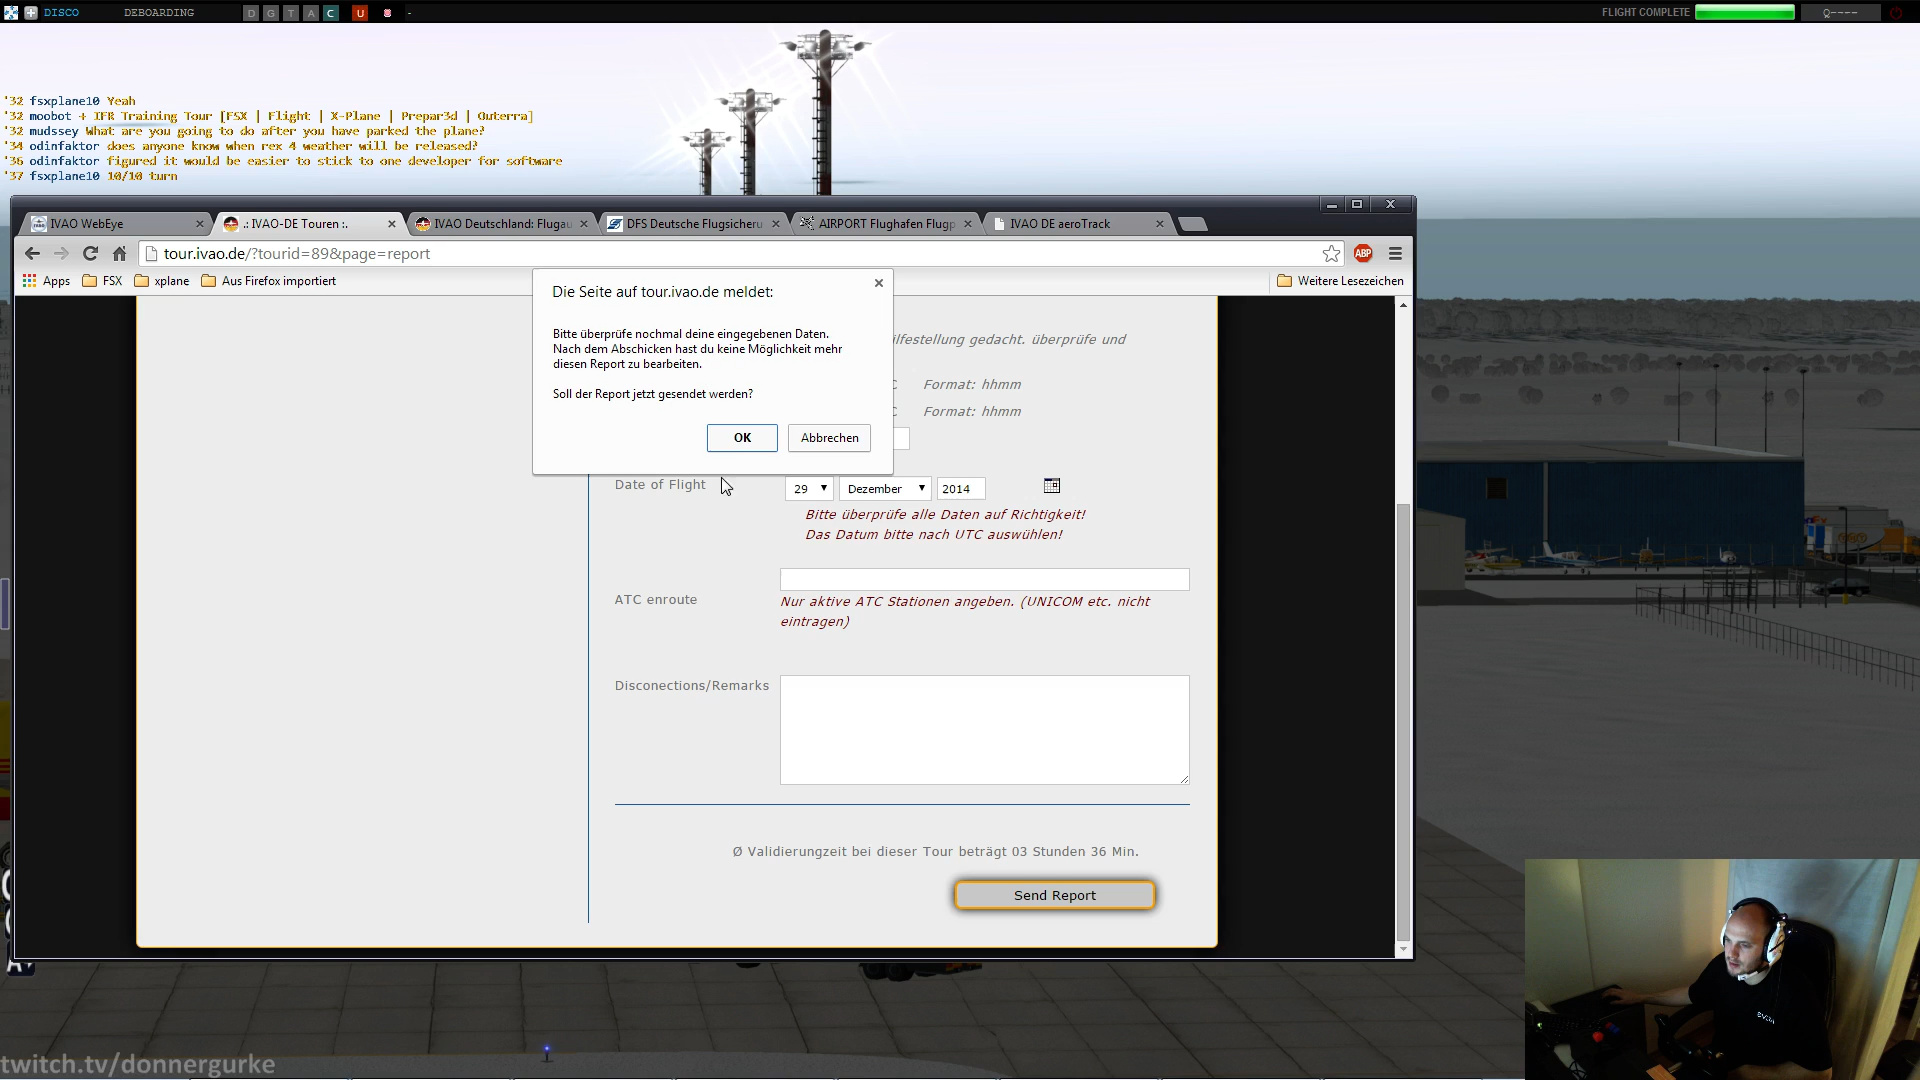 DISCO DEBOARDING D G T A C U - FLIGHT COMPLETE Q----
'32 fsxplane10 Yeah
'32 moobot + IFR Training Tour [FSX | Flight | X-Plane | Prepar3d | Outerra]
'32 mudssey What are you going to do after you have parked the plane?
'34 odinfaktor does anyone know when rex 4 weather will be released?
'36 odinfaktor figured it would be easier to stick to one developer for software
'37 fsxplane10 10/10 turn
IVAO WebEye .: IVAO-DE Touren :. IVAO Deutschland: Flugau DFS Deutsche Flugsicheru AIRPORT Flughafen Flugp IVAO DE aeroTrack
tour.ivao.de/?tourid=89&page=report ABP
Apps FSX xplane Aus Firefox importiert Weitere Lesezeichen
Die Seite auf tour.ivao.de meldet:
Bitte überprüfe nochmal deine eingegebenen Daten.
Nach dem Abschicken hast du keine Möglichkeit mehr
diesen Report zu bearbeiten.
Soll der Report jetzt gesendet werden?
OK Abbrechen
ilfestellung gedacht. überprüfe und
C Format: hhmm
C Format: hhmm
Date of Flight 29 Dezember 2014
Bitte überprüfe alle Daten auf Richtigkeit!
Das Datum bitte nach UTC auswählen!
ATC enroute
Nur aktive ATC Stationen angeben. (UNICOM etc. nicht
eintragen)
Disconections/Remarks
Ø Validierungzeit bei dieser Tour beträgt 03 Stunden 36 Min.
Send Report
twitch.tv/donnergurke